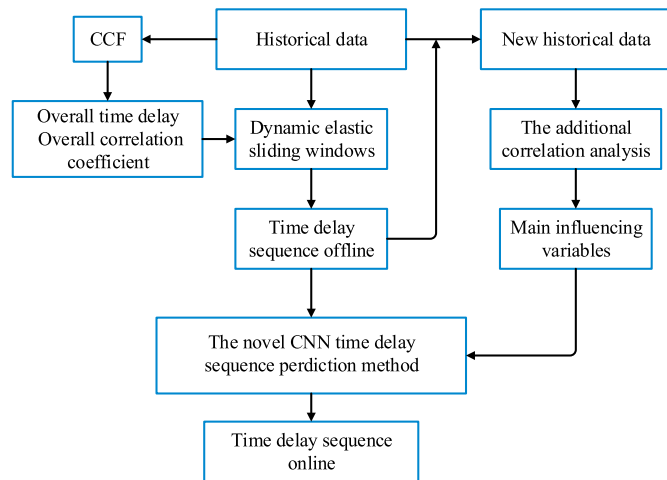 CCF
Historical data
New historical data
Overall time delay
Overall correlation
coefficient
Dynamic elastic
sliding windows
The additional
correlation analysis
Time delay
sequence offline
Main influencing
variables
The novel CNN time delay
sequence perdiction method
Time delay sequence
online